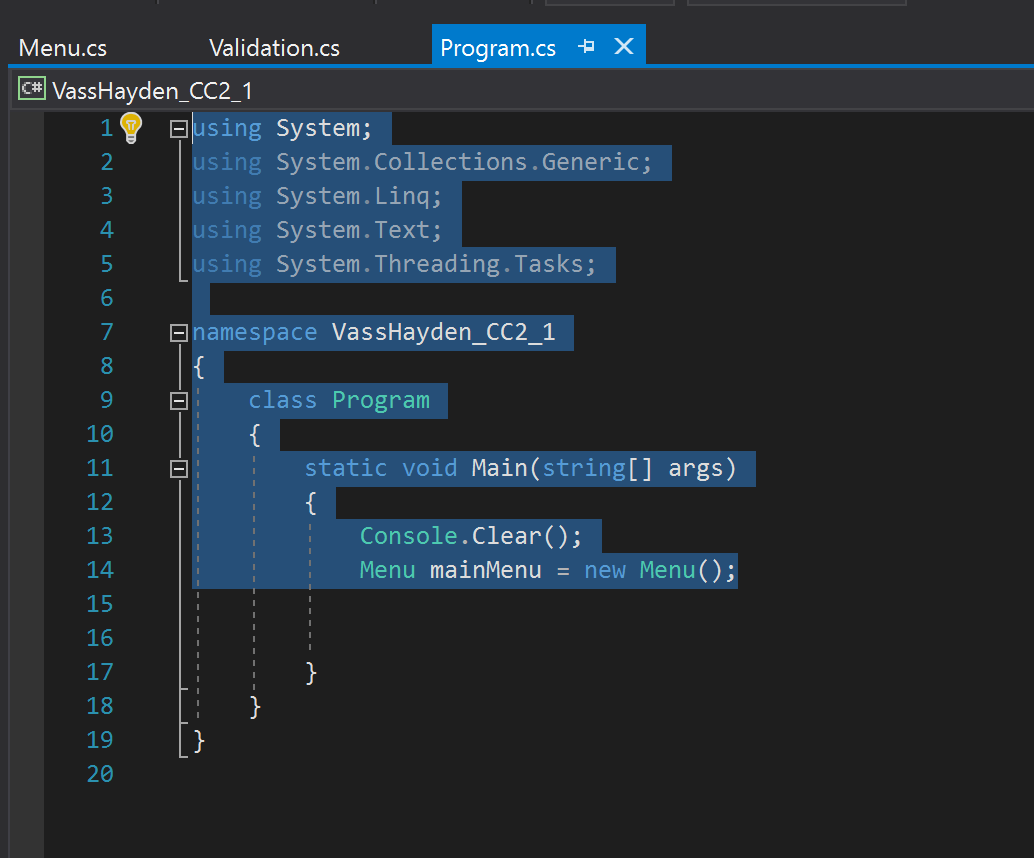 Menu.cs Validation.cs Program.cs
C# VassHayden_CC2_1
1 using System;
2 using System.Collections.Generic;
3 using System.Linq;
4 using System.Text;
5 using System.Threading.Tasks;
6
7 namespace VassHayden_CC2_1
8 {
9 class Program
10 {
11 static void Main(string[] args)
12 {
13 Console.Clear();
14 Menu mainMenu = new Menu();
15
16
17 }
18 }
19 }
20